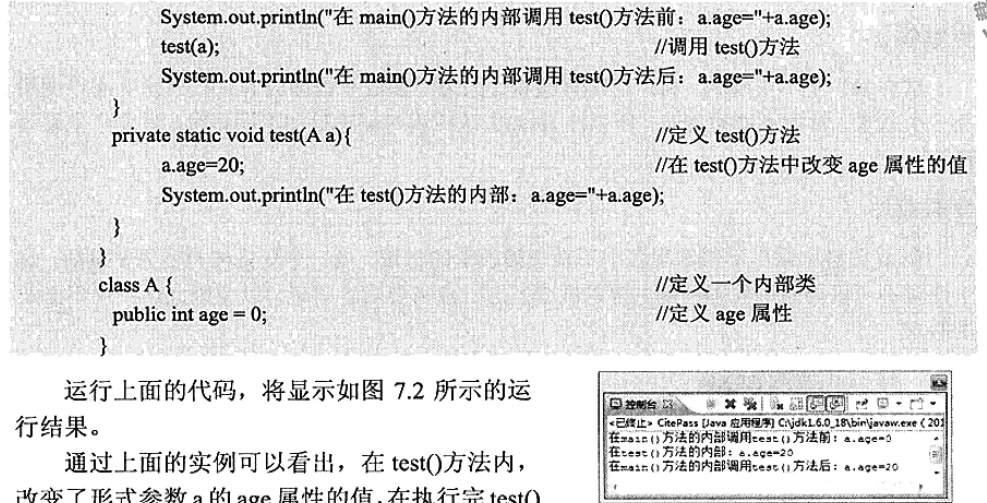 System.out.println("在 main()方法的内部调用 test()方法前：a.age="+a.age);
test(a); //调用 test()方法
System.out.println("在 main()方法的内部调用 test()方法后：a.age="+a.age);
}
private static void test(A a){ //定义 test()方法
a.age=20; //在 test()方法中改变 age 属性的值
System.out.println("在 test()方法的内部：a.age="+a.age);
}
}
class A { //定义一个内部类
public int age = 0; //定义 age 属性
}
运行上面的代码，将显示如图 7.2 所示的运
行结果。
通过上面的实例可以看出，在 test()方法内，
改变了形式参数 a 的 age 属性的值，在执行完 test()
控制台
<已终止> CitePass [Java 应用程序] C:\jdk1.6.0_18\bin\javaw.exe ( 201
在main()方法的内部调用test()方法前：a.age=0
在test()方法的内部：a.age=20
在main()方法的内部调用test()方法后：a.age=20